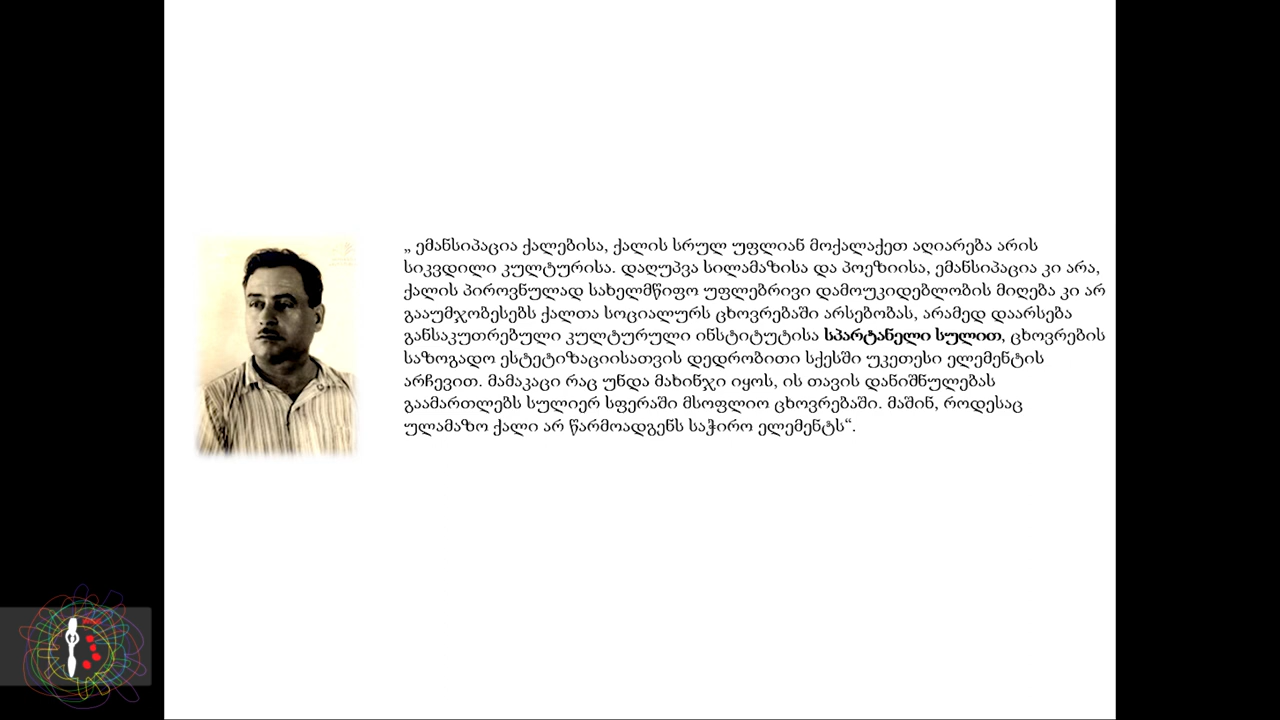 „ ემანსიპაცია ქალებისა, ქალის სრულ უფლიან მოქალაქეთ აღიარება არის
სიკვდილი კულტურისა. დაღუპვა სილამაზისა და პოეზიისა, ემანსიპაცია კი არა,
ქალის პიროვნულად სახელმწიფო უფლებრივი დამოუკიდებლობის მიღება კი არ
გააუმჯობესებს ქალთა სოციალურს ცხოვრებაში არსებობას, არამედ დაარსება
განსაკუთრებული კულტურული ინსტიტუტისა სპარტანელი სულით, ცხოვრების
საზოგადო ესტეტიზაციისათვის დედრობითი სქესში უკეთესი ელემენტის
არჩევით. მამაკაცი რაც უნდა მახინჯი იყოს, ის თავის დანიშნულებას
გაამართლებს სულიერ სფერაში მსოფლიო ცხოვრებაში. მაშინ, როდესაც
ულამაზო ქალი არ წარმოადგენს საჭირო ელემენტს“.